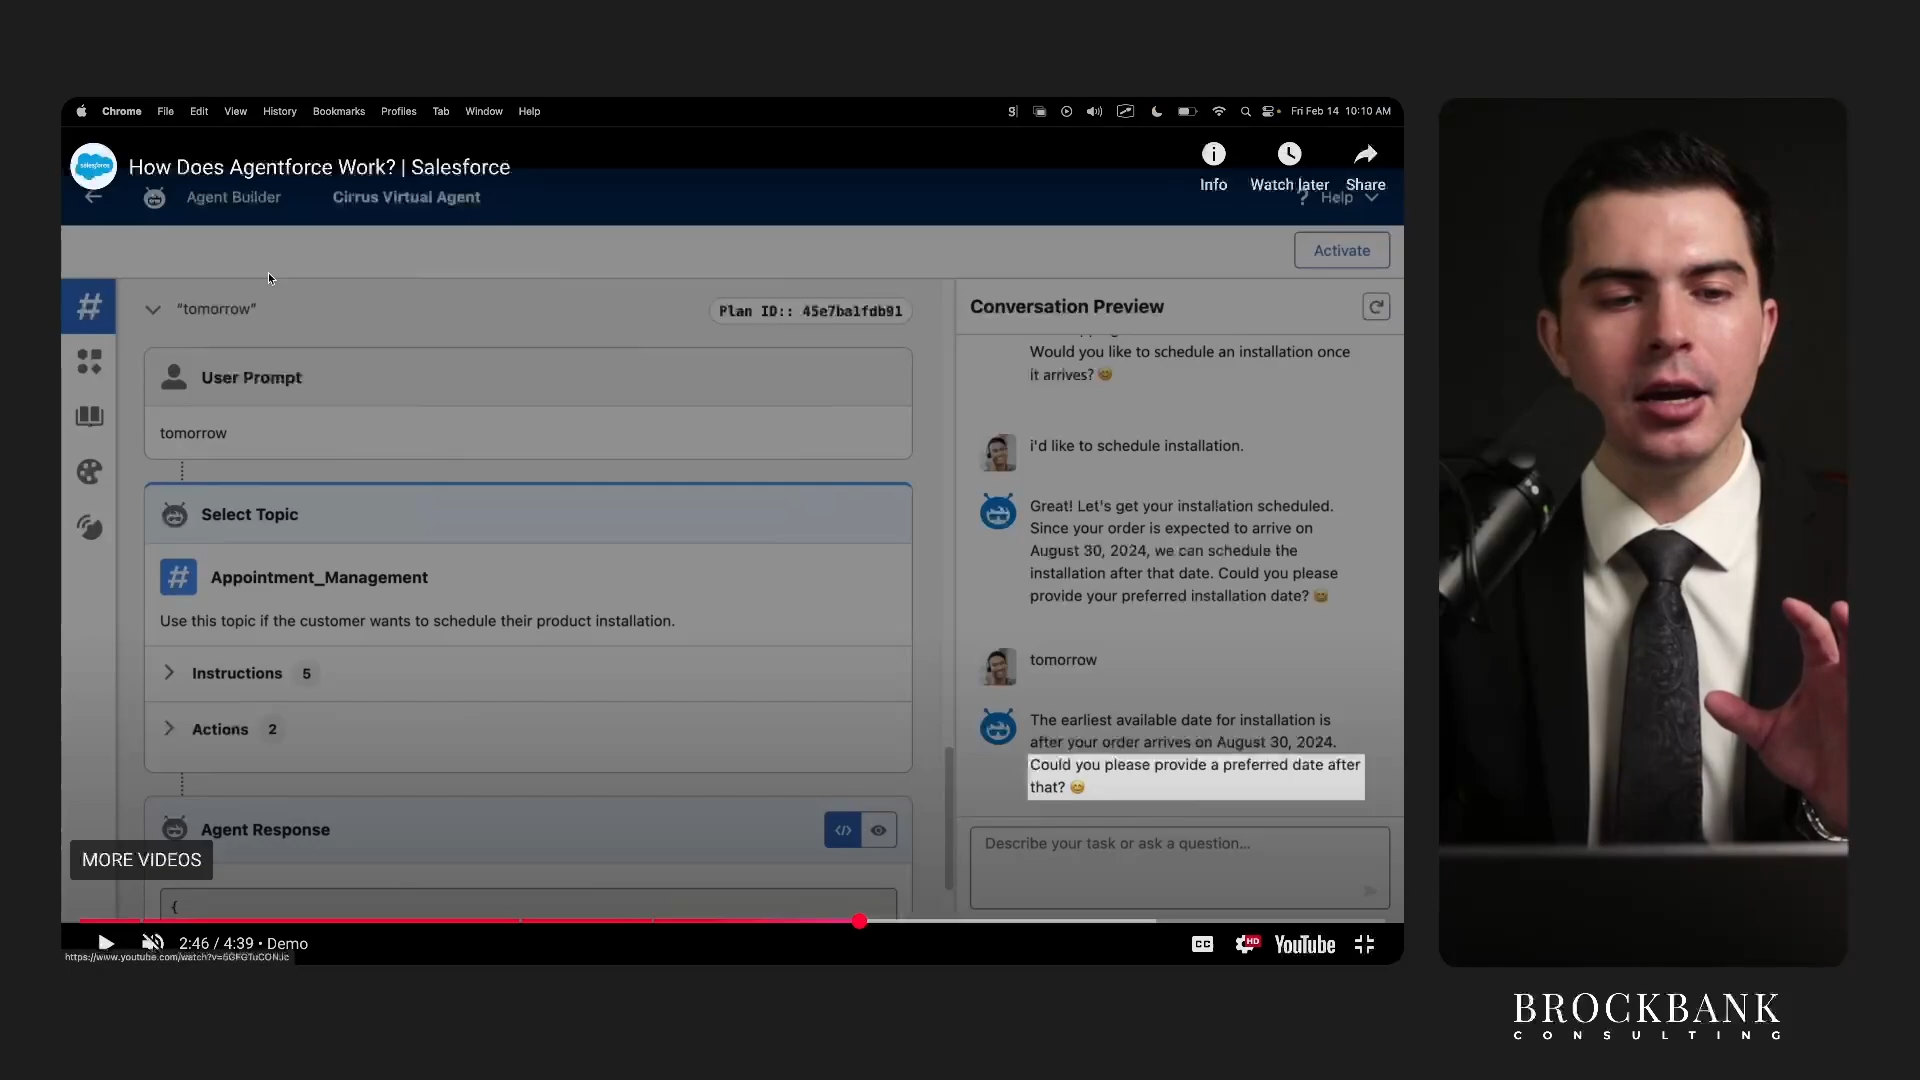 Chrome File Edit View History Bookmarks Profiles Tab Window Help
Fri Feb 14 10:10 AM
salesforce
How Does Agentforce Work? | Salesforce
Info
Watch later
Share
Agent Builder
Cirrus Virtual Agent
? Help
Activate
#
“tomorrow”
Plan ID:: 45e7ba1fdb91
User Prompt
tomorrow
Select Topic
# Appointment_Management
Use this topic if the customer wants to schedule their product installation.
Instructions 5
Actions 2
Agent Response
</>
{
Conversation Preview
Would you like to schedule an installation once
it arrives? 😊
i'd like to schedule installation.
Great! Let's get your installation scheduled.
Since your order is expected to arrive on
August 30, 2024, we can schedule the
installation after that date. Could you please
provide your preferred installation date? 😊
tomorrow
The earliest available date for installation is
after your order arrives on August 30, 2024.
Could you please provide a preferred date after
that? 😊
Describe your task or ask a question...
MORE VIDEOS
2:46 / 4:39 • Demo
CC
HD
YouTube
BROCKBANK
CONSULTING